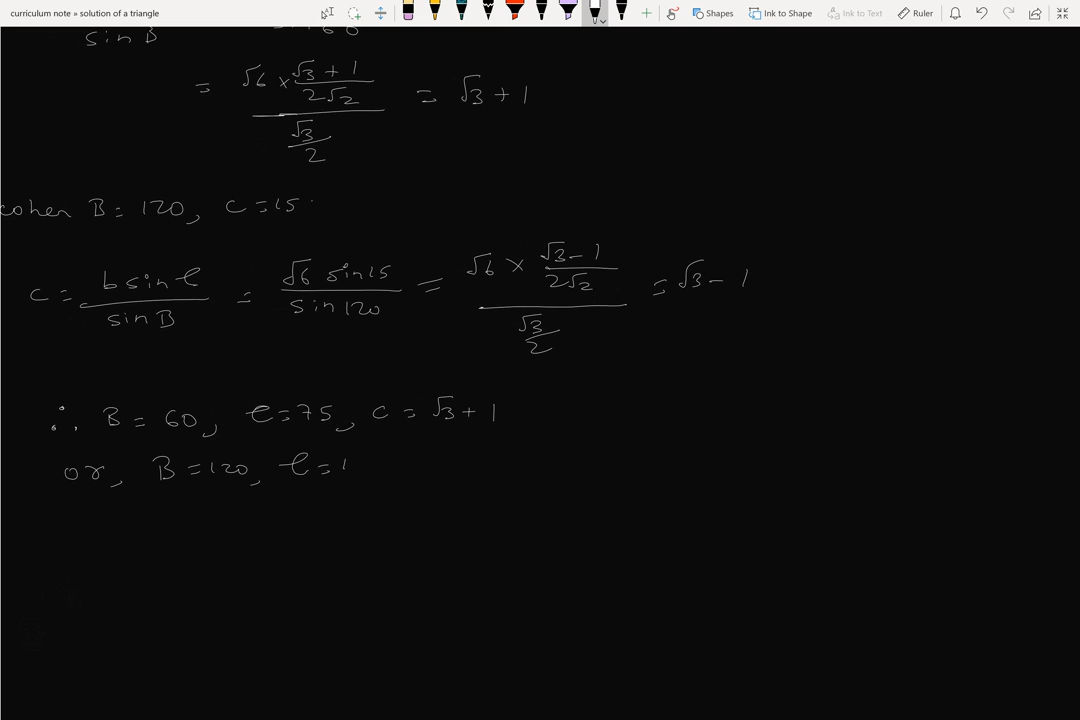 curriculum note » solution of a triangle
Shapes Ink to Shape Ink to Text Ruler
sin B
= √6 × (√3 + 1)/(2√2) / (√3/2) = √3 + 1
when B = 120, C = 15
c = b sin C / sin B = √6 sin 15 / sin 120 = √6 × (√3 - 1)/(2√2) / (√3/2) = √3 - 1
∴ B = 60, C = 75, c = √3 + 1
or, B = 120, C = 1